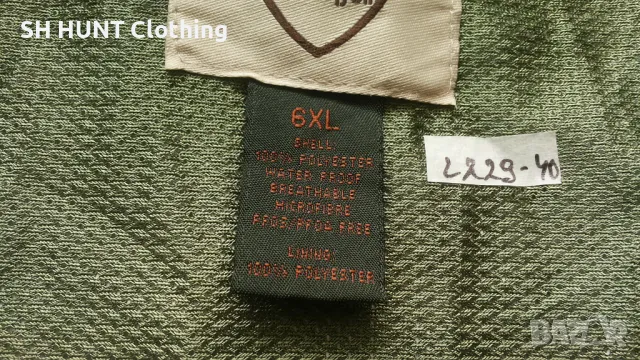 SH HUNT Clothing
6XL
SHELL:
100% POLYESTER
WATER PROOF
BREATHABLE
MICROFIBRE
PFOS/PFOA FREE
LINING
100% POLYESTER
2229-40